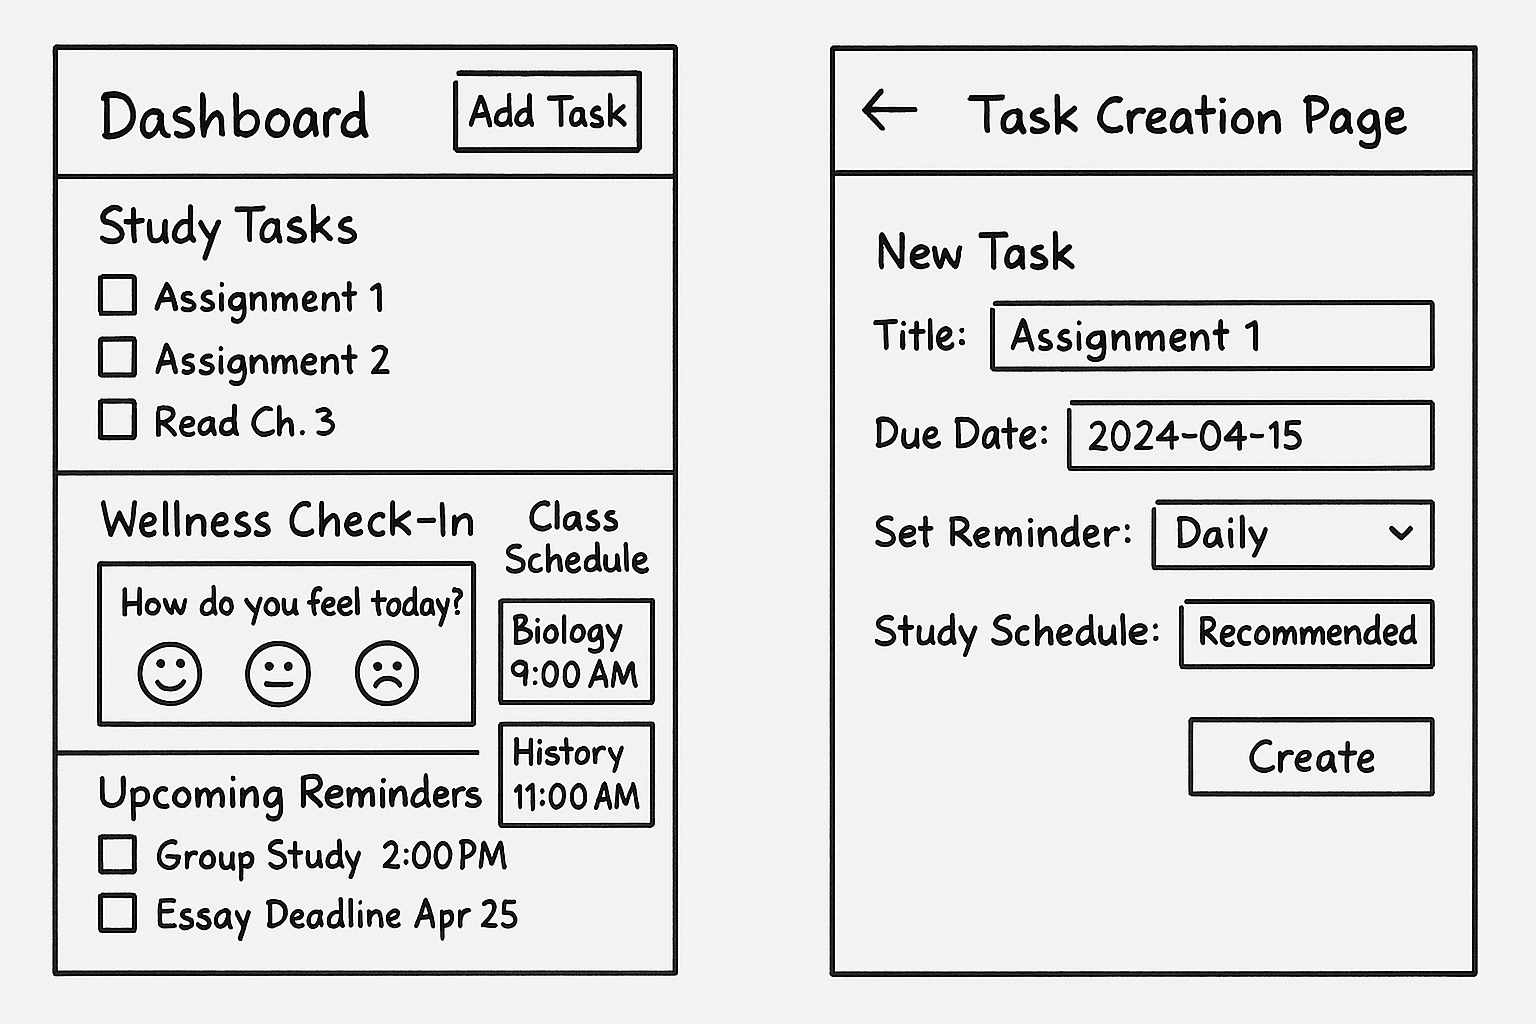 Dashboard
Add Task
Study Tasks
Assignment 1
Assignment 2
Read Ch. 3
Wellness Check-In
How do you feel today?
Class
Schedule
Biology
9:00 AM
History
11:00 AM
Upcoming Reminders
Group Study 2:00 PM
Essay Deadline Apr 25
Task Creation Page
New Task
Title: Assignment 1
Due Date: 2024-04-15
Set Reminder: Daily
Study Schedule: Recommended
Create